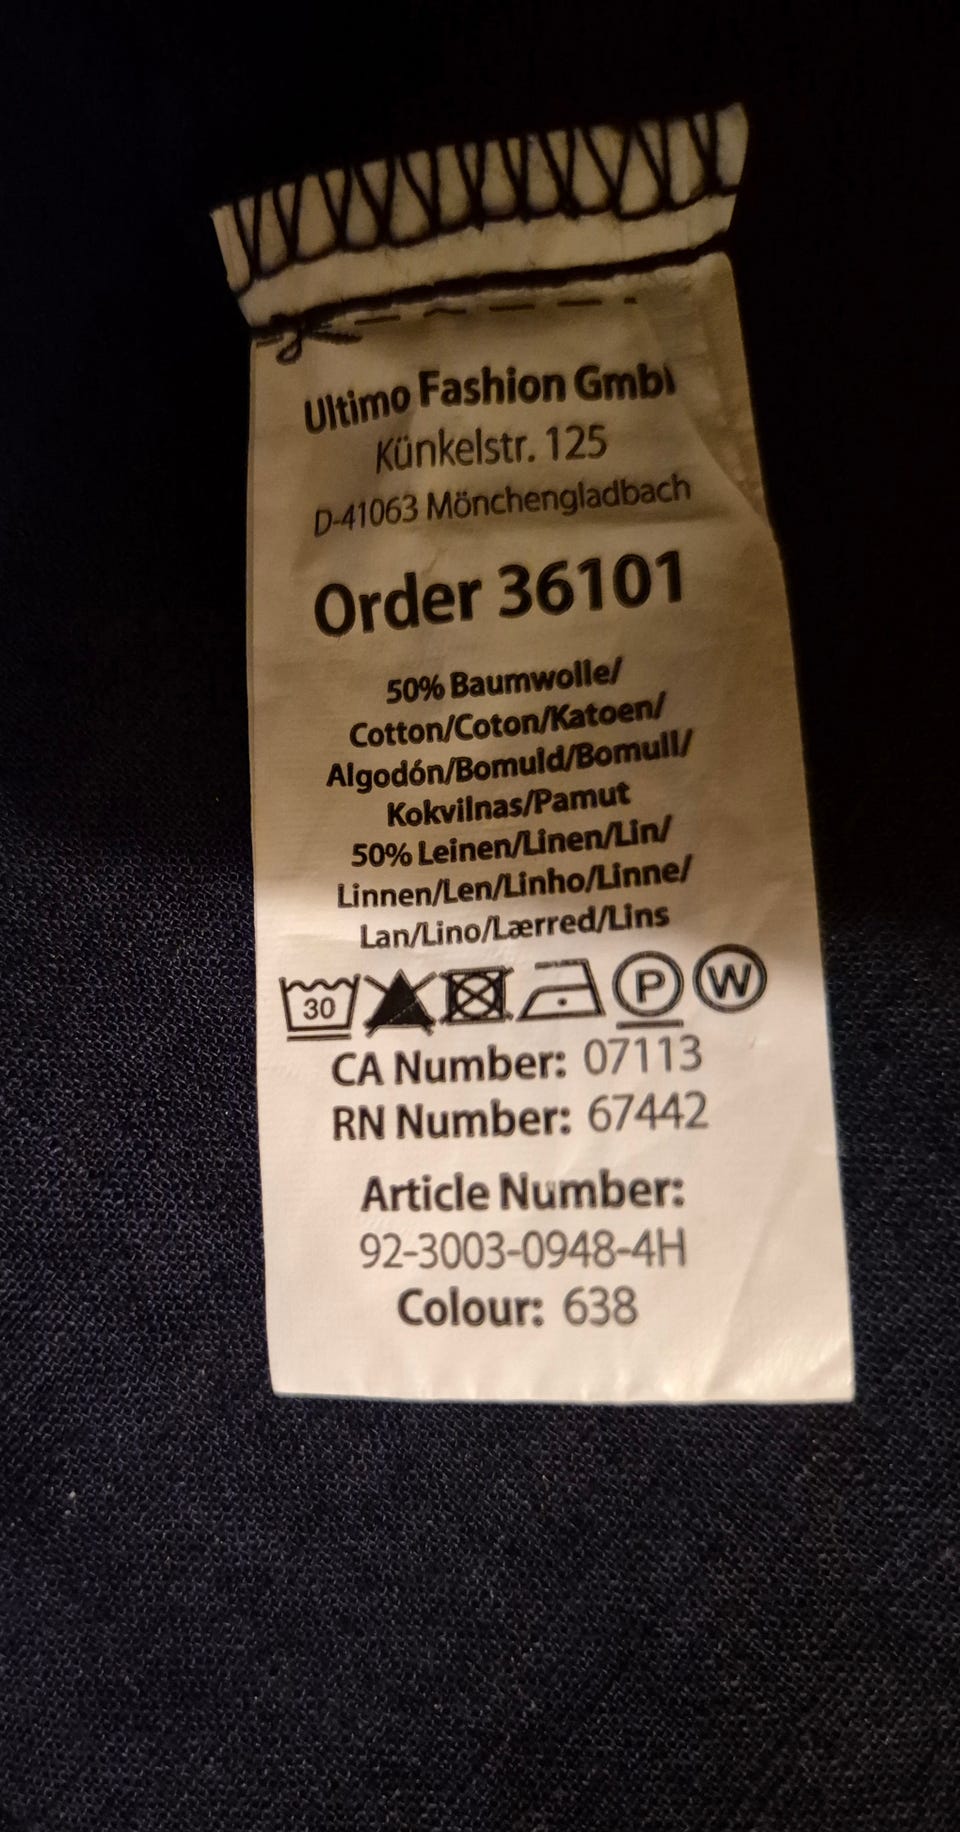 Ultimo Fashion Gmb
Künkelstr. 125
D-41063 Mönchengladbach
Order 36101
50% Baumwolle/
Cotton/Coton/Katoen/
Algodón/Bomuld/Bomull/
Kokvilnas/Pamut
50% Leinen/Linen/Lin/
Linnen/Len/Linho/Linne/
Lan/Lino/Lærred/Lins
30 P W
CA Number: 07113
RN Number: 67442
Article Number:
92-3003-0948-4H
Colour: 638